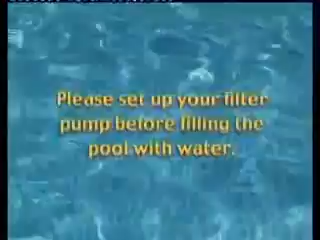 Please set up your filter
pump before filling the
pool with water.